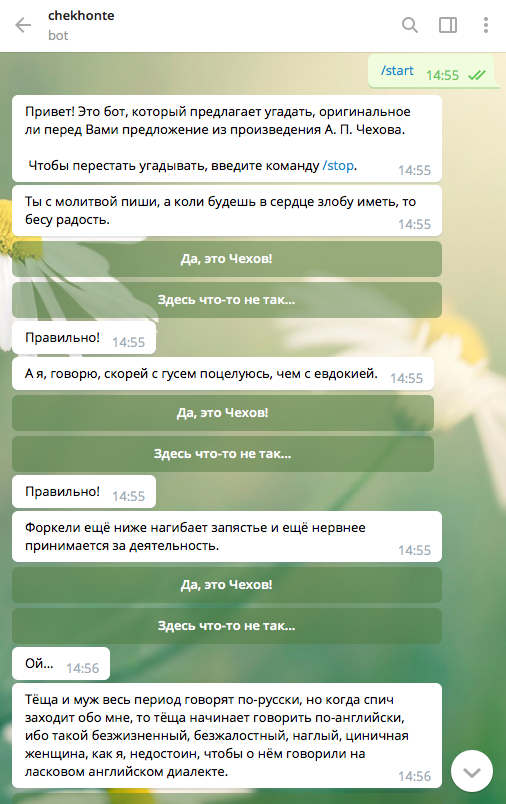 chekhonte
bot
/start 14:55
Привет! Это бот, который предлагает угадать, оригинальное
ли перед Вами предложение из произведения А. П. Чехова.
Чтобы перестать угадывать, введите команду /stop. 14:55
Ты с молитвой пиши, а коли будешь в сердце злобу иметь, то
бесу радость. 14:55
Да, это Чехов!
Здесь что-то не так...
Правильно! 14:55
А я, говорю, скорей с гусем поцелуюсь, чем с евдокией. 14:55
Да, это Чехов!
Здесь что-то не так...
Правильно! 14:55
Форкели ещё ниже нагибает запястье и ещё нервнее
принимается за деятельность. 14:55
Да, это Чехов!
Здесь что-то не так...
Ой... 14:56
Тёща и муж весь период говорят по-русски, но когда спич
заходит обо мне, то тёща начинает говорить по-английски,
ибо такой безжизненный, безжалостный, наглый, циничная
женщина, как я, недостоин, чтобы о нём говорили на
ласковом английском диалекте. 14:56